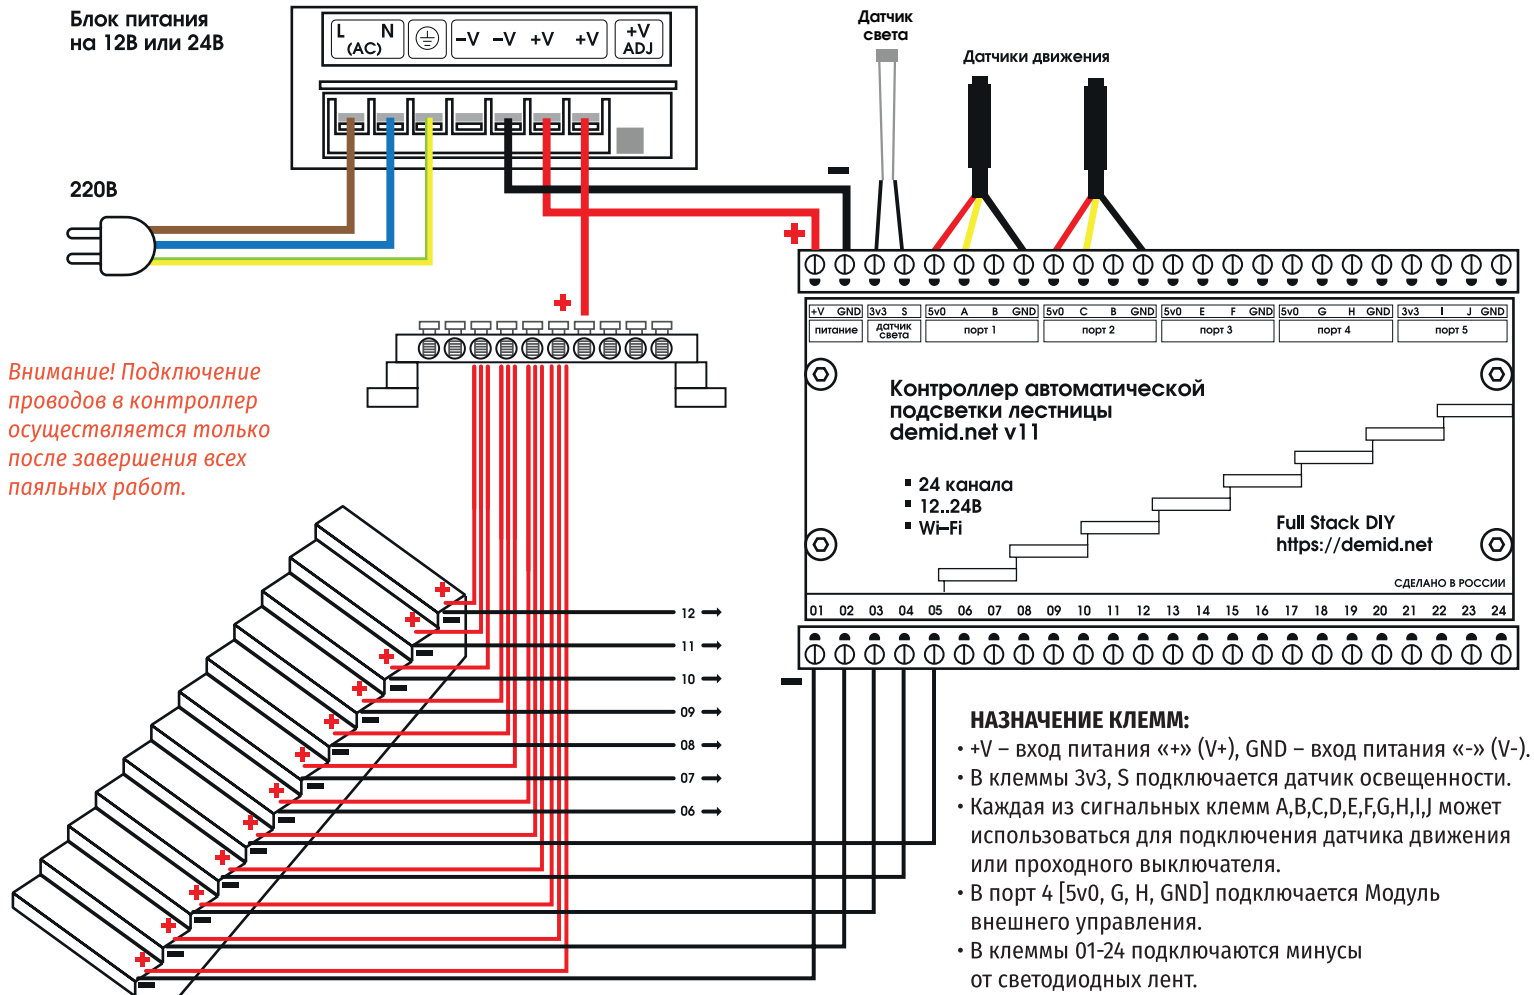 Блок питания
на 12В или 24В
L N
(AC)
–V –V +V +V
+V
ADJ
220В
Датчик
света
Датчики движения
+V GND 3v3 S 5v0 A B GND 5v0 C B GND 5v0 E F GND 5v0 G H GND 3v3 I J GND
питание
датчик
света
порт 1
порт 2
порт 3
порт 4
порт 5
Внимание! Подключение
проводов в контроллер
осуществляется только
после завершения всех
паяльных работ.
Контроллер автоматической
подсветки лестницы
demid.net v11
▪ 24 канала
▪ 12..24В
▪ Wi–Fi
Full Stack DIY
https://demid.net
СДЕЛАНО В РОССИИ
01 02 03 04 05 06 07 08 09 10 11 12 13 14 15 16 17 18 19 20 21 22 23 24
12
11
10
09
08
07
06
НАЗНАЧЕНИЕ КЛЕММ:
• +V – вход питания «+» (V+), GND – вход питания «-» (V-).
• В клеммы 3v3, S подключается датчик освещенности.
• Каждая из сигнальных клемм A,B,C,D,E,F,G,H,I,J может
использоваться для подключения датчика движения
или проходного выключателя.
• В порт 4 [5v0, G, H, GND] подключается Модуль
внешнего управления.
• В клеммы 01-24 подключаются минусы
от светодиодных лент.